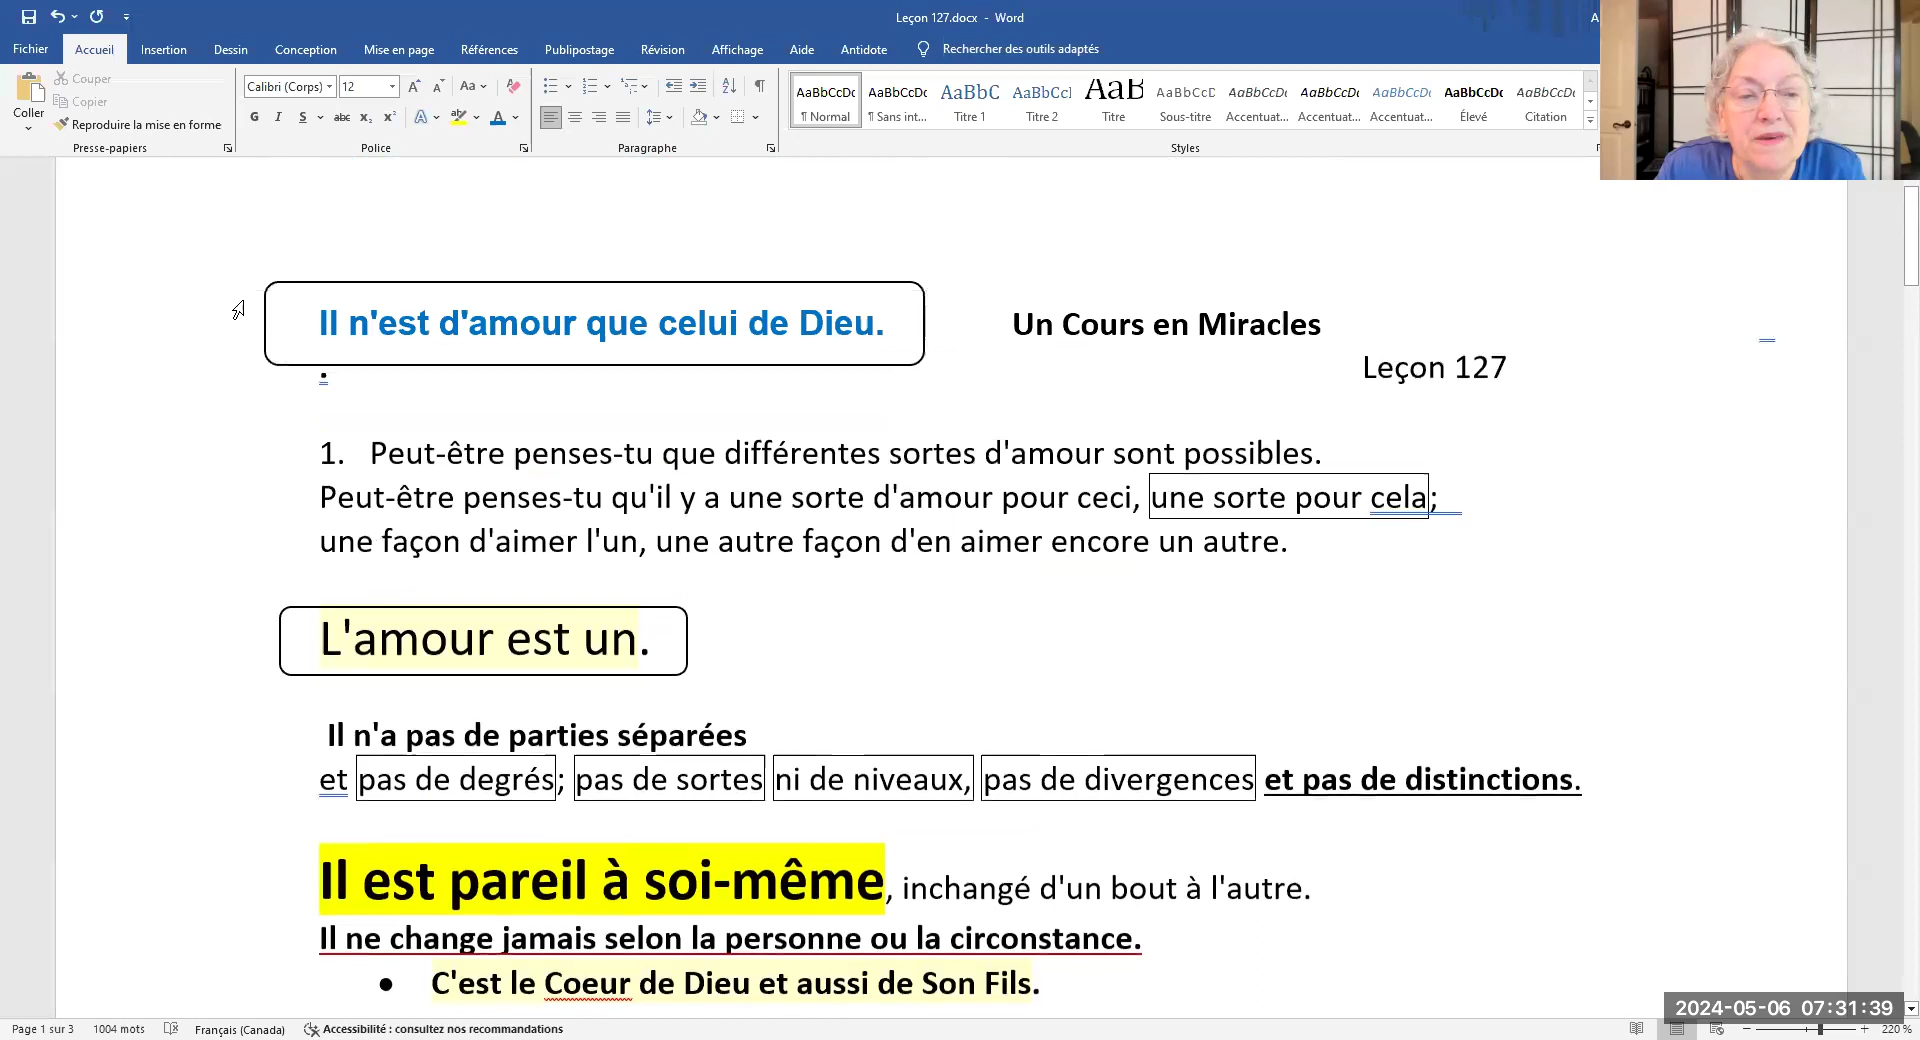 Leçon 127.docx - Word
A
Fichier Accueil Insertion Dessin Conception Mise en page Références Publipostage Révision Affichage Aide Antidote Rechercher des outils adaptés
Coller
Couper
Copier
Reproduire la mise en forme
Presse-papiers
Calibri (Corps) 12
Aa
G I S abc x₂ x² A A
Police
Paragraphe
AaBbCcDc AaBbCcDc AaBbC AaBbCcI AaB AaBbCcD AaBbCcDc AaBbCcDc AaBbCcDc AaBbCcDc AaBbCcDc
¶ Normal ¶ Sans int... Titre 1 Titre 2 Titre Sous-titre Accentuat... Accentuat... Accentuat... Élevé Citation
Styles
Il n'est d'amour que celui de Dieu. Un Cours en Miracles
.
Leçon 127
1. Peut-être penses-tu que différentes sortes d'amour sont possibles.
Peut-être penses-tu qu'il y a une sorte d'amour pour ceci, une sorte pour cela;
une façon d'aimer l'un, une autre façon d'en aimer encore un autre.
L'amour est un.
Il n'a pas de parties séparées
et pas de degrés; pas de sortes ni de niveaux, pas de divergences et pas de distinctions.
Il est pareil à soi-même, inchangé d'un bout à l'autre.
Il ne change jamais selon la personne ou la circonstance.
• C'est le Coeur de Dieu et aussi de Son Fils.
2024-05-06 07:31:39
Page 1 sur 3 1004 mots Français (Canada) Accessibilité : consultez nos recommandations 220 %